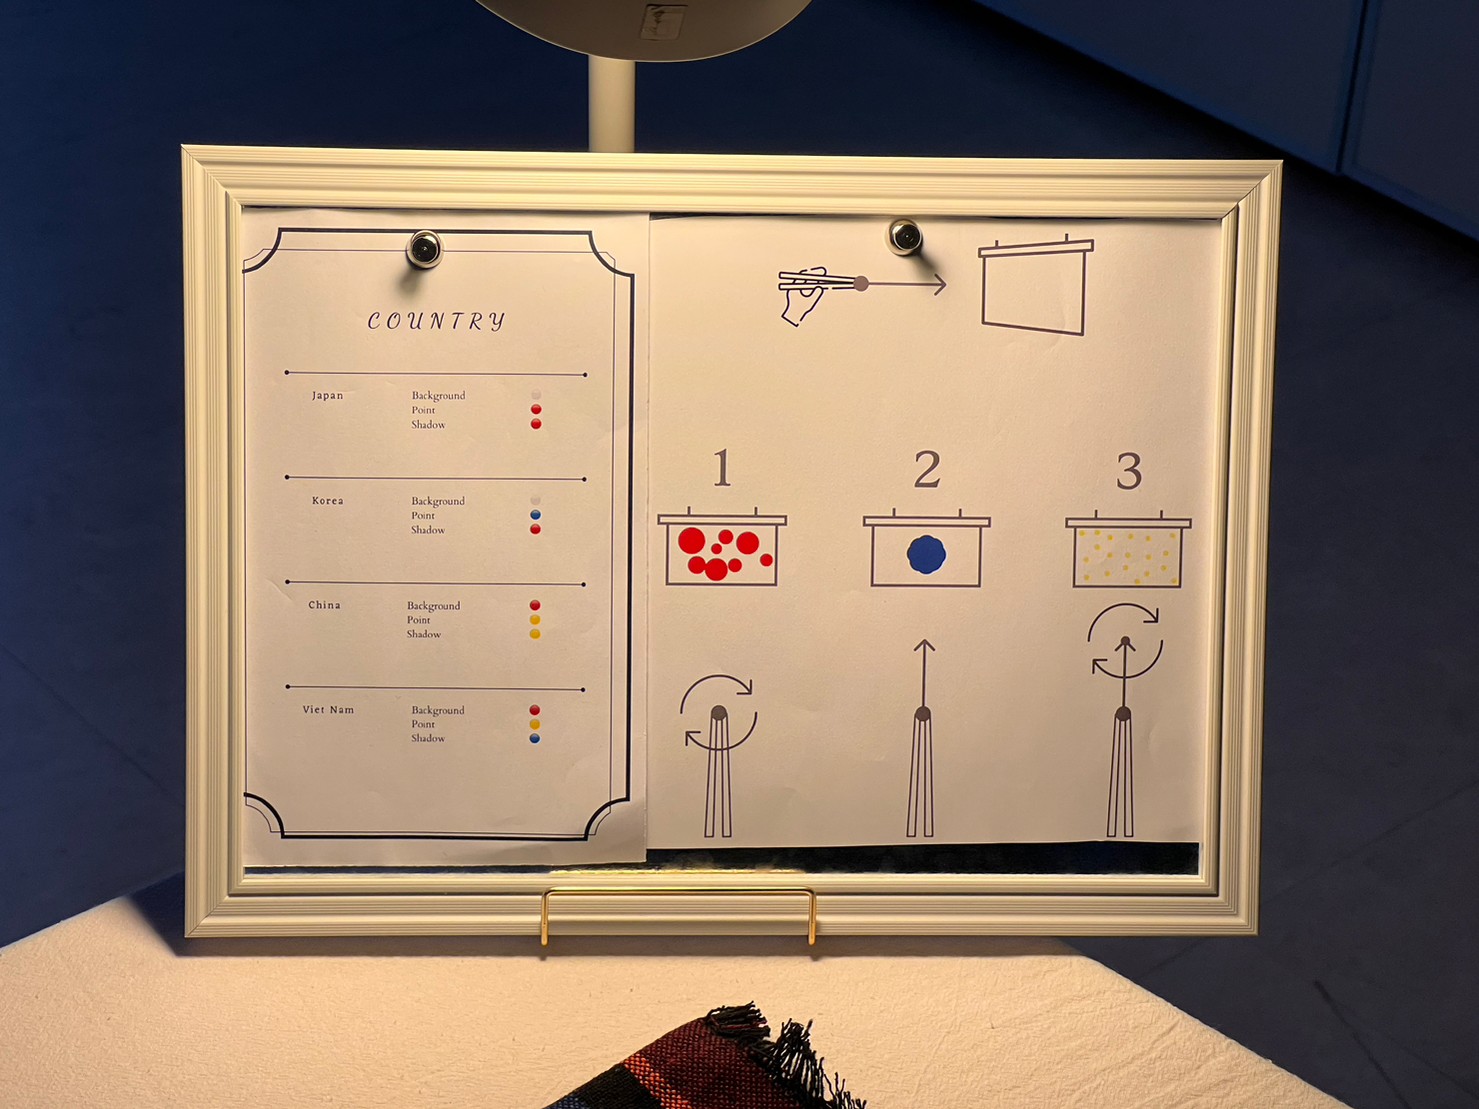 COUNTRY
Japan
Background
Point
Shadow
Korea
Background
Point
Shadow
China
Background
Point
Shadow
Viet Nam
Background
Point
Shadow
1
2
3